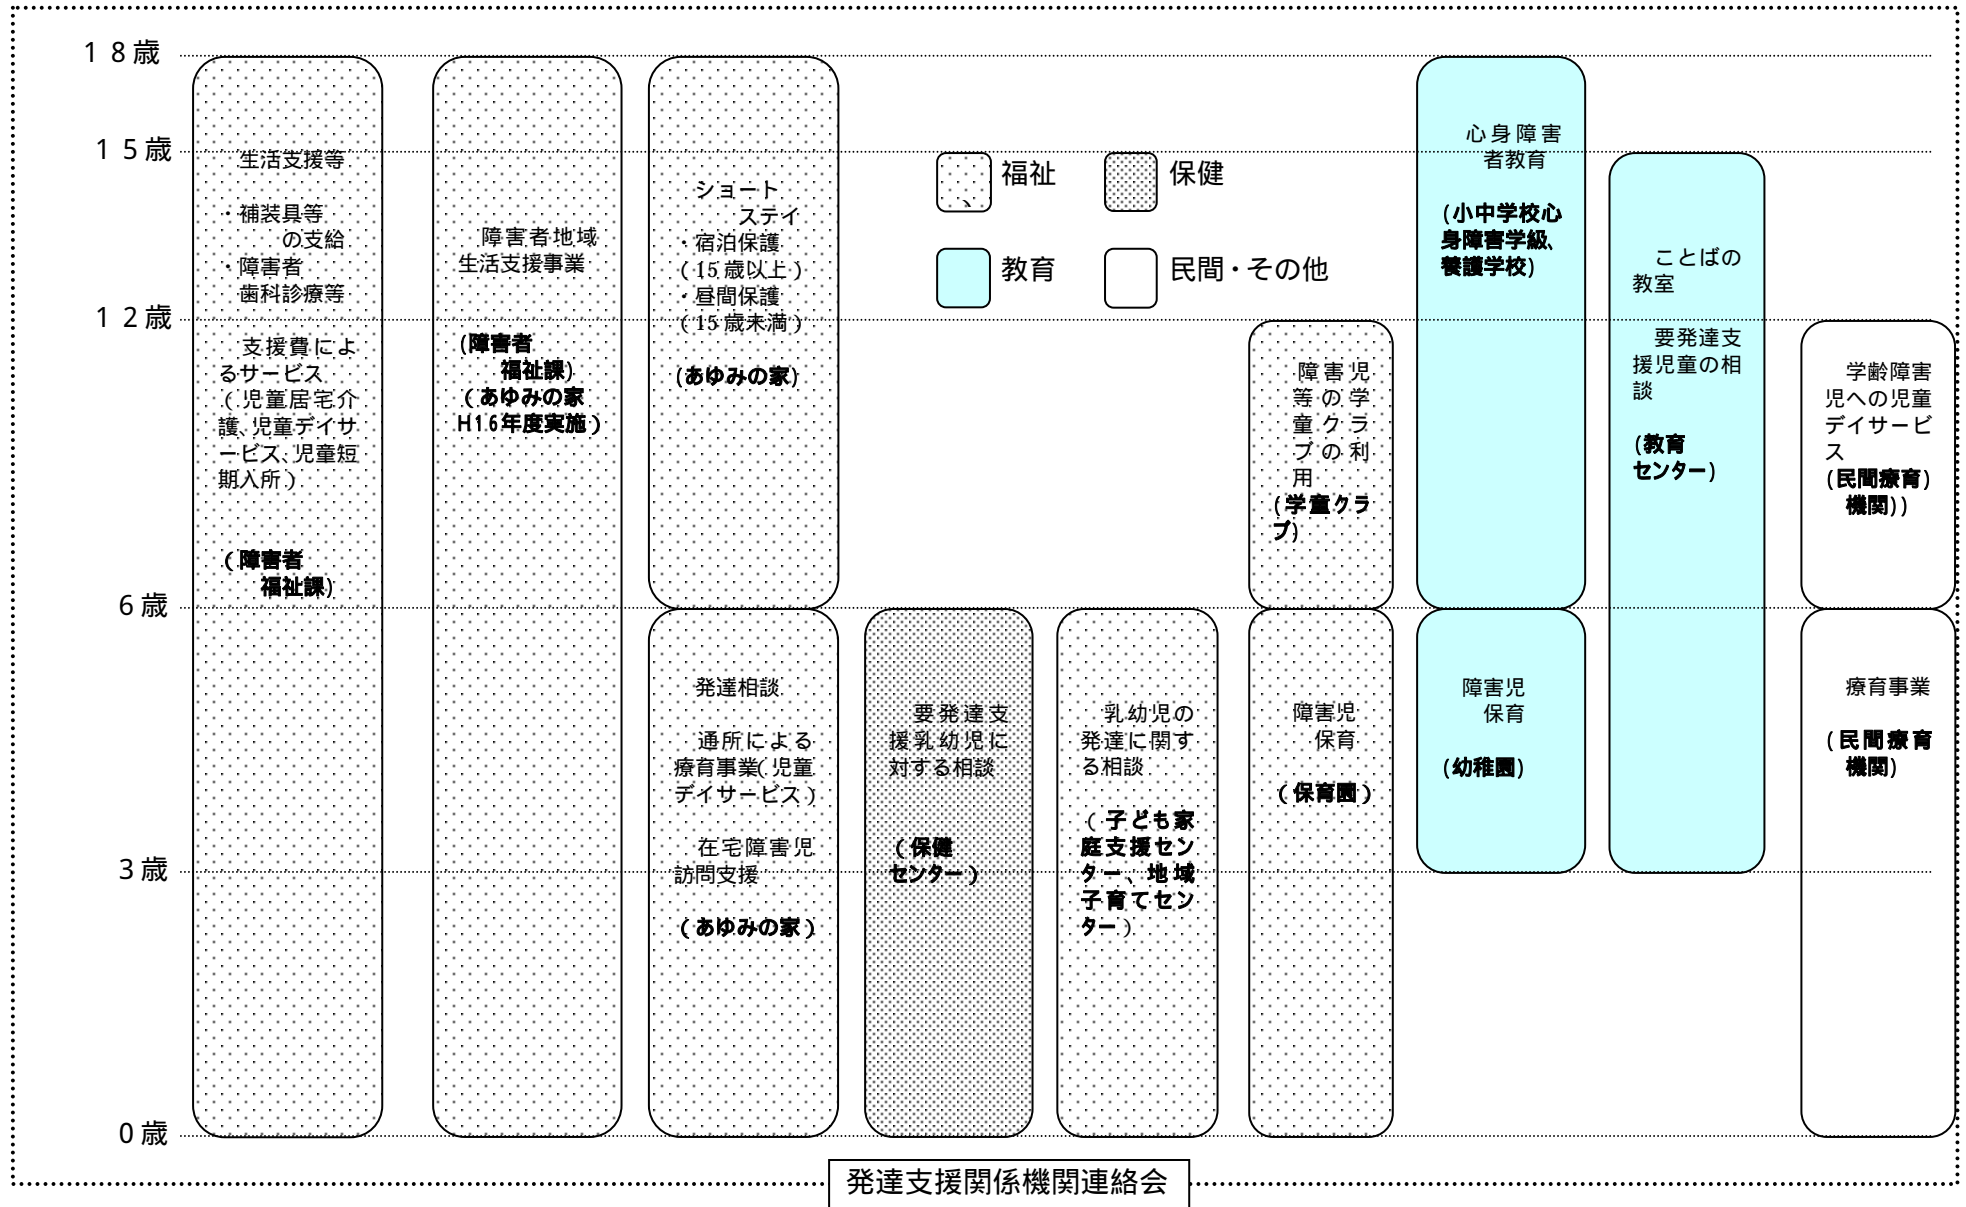 18歳
15歳
12歳
6歳
3歳
0歳
生活支援等
・補装具等
の支給
・障害者
歯科診療等
支援費によ
るサービス
(児童居宅介
護、児童デイサ
ービス、児童短
期入所)
(障害者
福祉課)
障害者地域
生活支援事業
(障害者
福祉課)
(あゆみの家
H16年度実施)
ショート
ステイ
・宿泊保護
(15歳以上)
・昼間保護
(15歳未満)
(あゆみの家)
発達相談
通所による
療育事業(児童
デイサービス)
在宅障害児
訪問支援
(あゆみの家)
要発達支
援乳幼児に
対する相談
(保健
センター)
乳幼児の
発達に関す
る相談
(子ども家
庭支援セン
ター、地域
子育てセン
ター)
、
福祉
保健
教育
民間・その他
障害児
等の学
童クラ
ブの利
用
(学童クラ
ブ)
障害児
保育
(保育園)
心身障害
者教育
(小中学校心
身障害学級、
養護学校)
障害児
保育
(幼稚園)
ことばの
教室
要発達支
援児童の相
談
(教育
センター)
学齢障害
児への児童
デイサービ
ス
(民間療育)
機関))
療育事業
(民間療育
機関)
発達支援関係機関連絡会